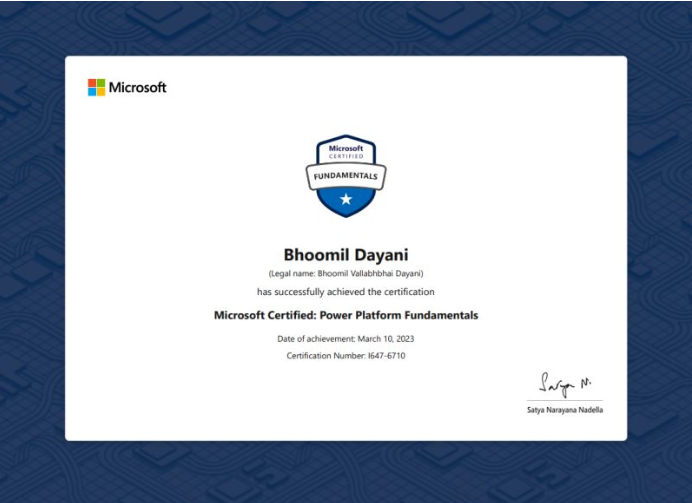 Microsoft
Microsoft
CERTIFIED
FUNDAMENTALS
Bhoomil Dayani
(Legal name: Bhoomil Vallabhbhai Dayani)
has successfully achieved the certification
Microsoft Certified: Power Platform Fundamentals
Date of achievement: March 10, 2023
Certification Number: I647-6710
Satya N.
Satya Narayana Nadella